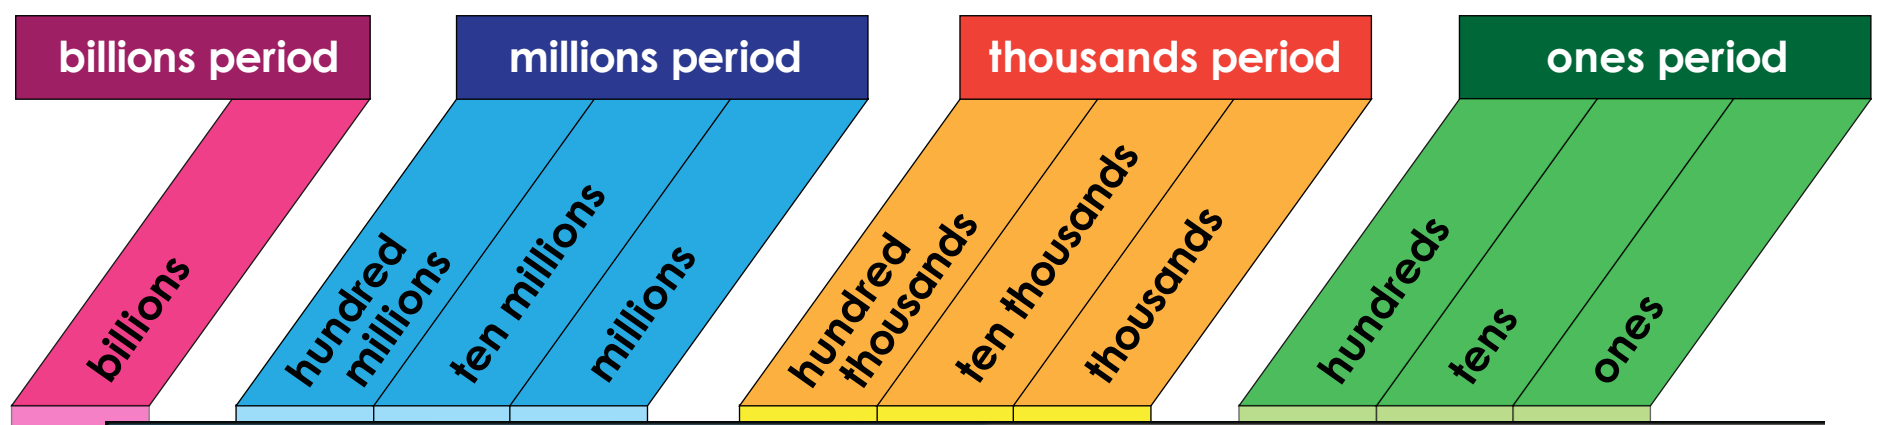 billions period
millions period
thousands period
ones period
billions
hundred
millions
ten millions
millions
hundred
thousands
ten thousands
thousands
hundreds
tens
ones